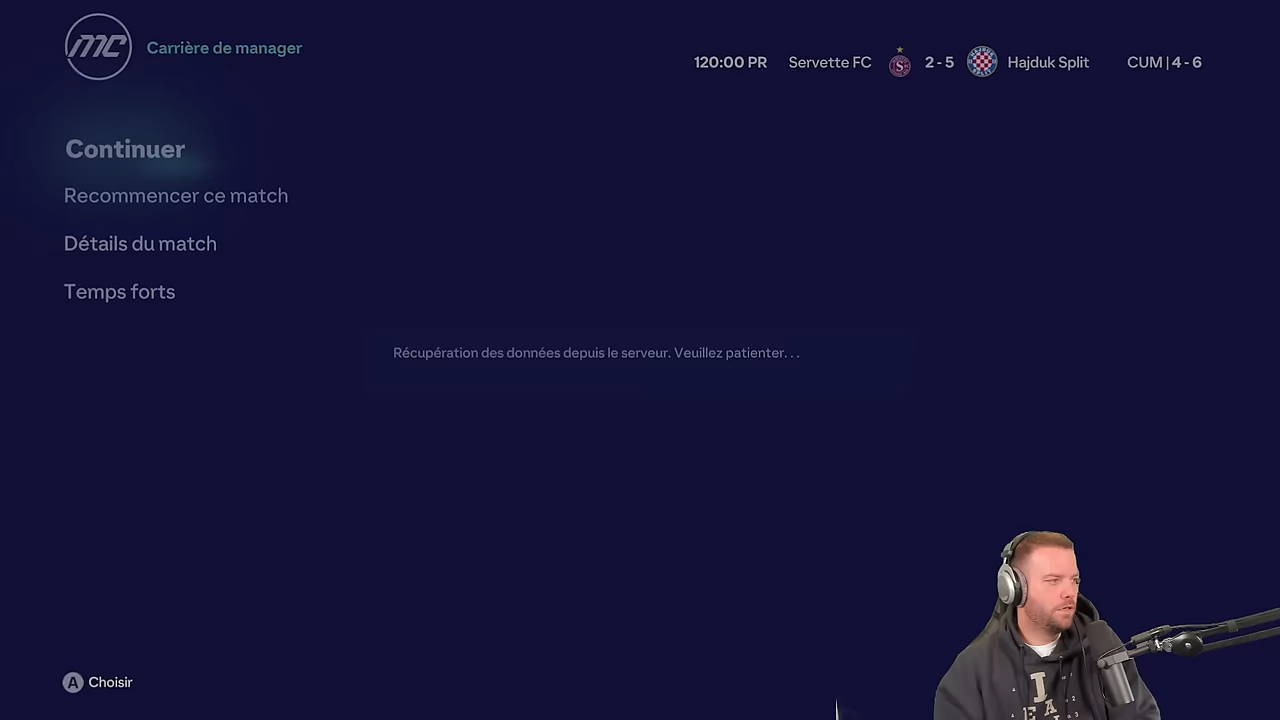 MC
Carrière de manager
120:00 PR Servette FC 2 - 5 Hajduk Split CUM | 4 - 6
Continuer
Recommencer ce match
Détails du match
Temps forts
Récupération des données depuis le serveur. Veuillez patienter. . .
A Choisir